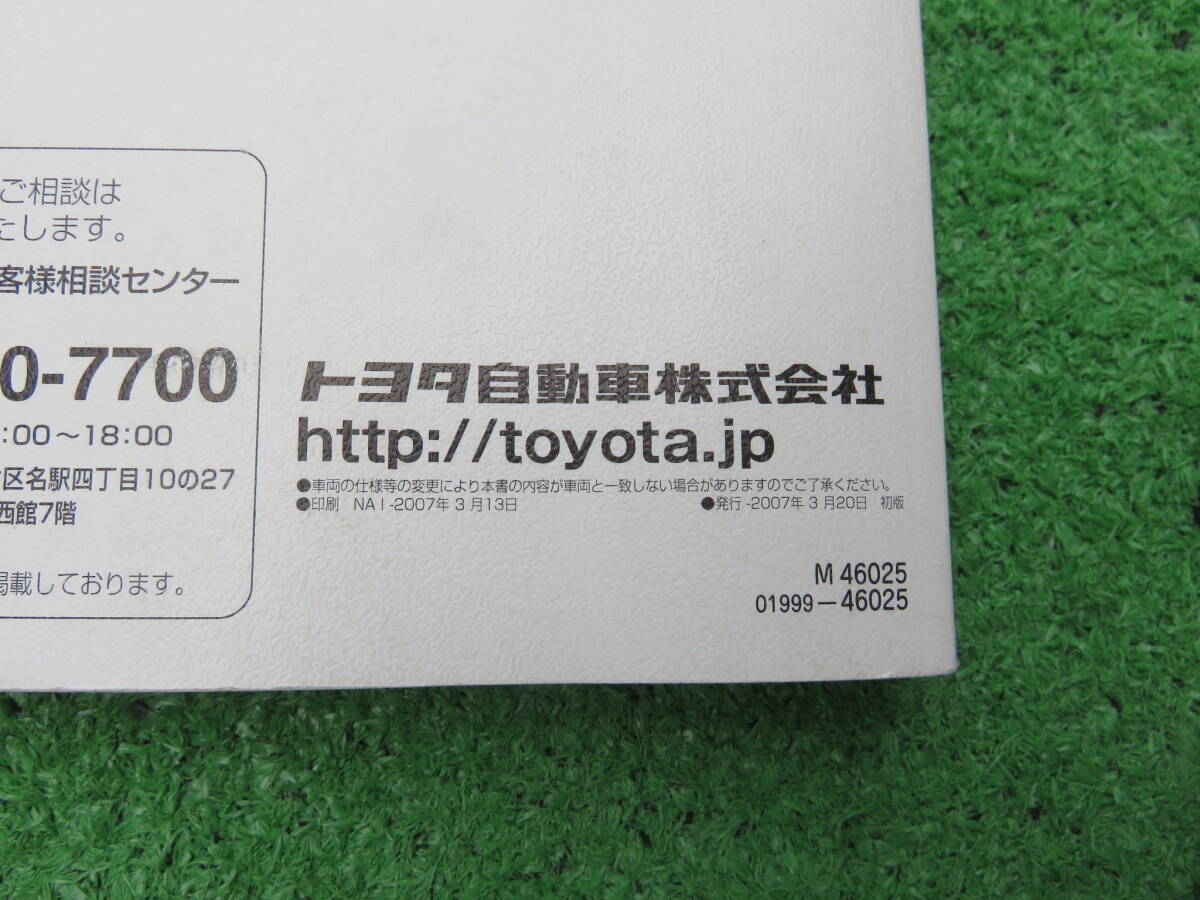 ご相談は
たします。
客様相談センター
0-7700
:00～18:00
区名駅四丁目10の27
西館7階
掲載しております。
トヨタ自動車株式会社
http://toyota.jp
●車両の仕様等の変更により本書の内容が車両と一致しない場合がありますのでご了承ください。
●印刷 NAI-2007年3月13日 ●発行-2007年3月20日 初版
M 46025
01999－46025